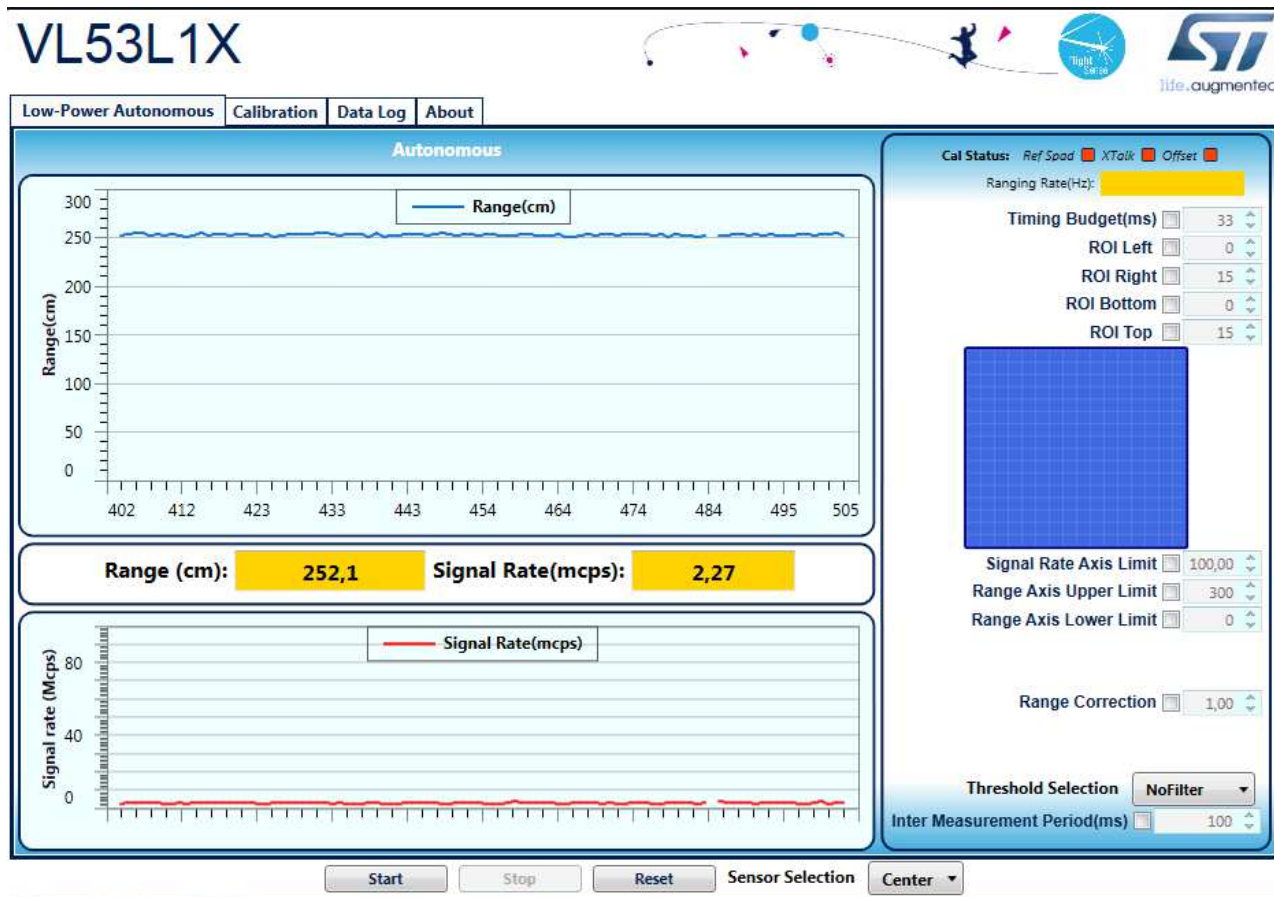 VL53L1X
Flight
Sense
ST
life.augmented
Low-Power Autonomous Calibration Data Log About
Autonomous
Range(cm)
300
250
200
150
100
50
0
Range(cm)
402 412 423 433 443 454 464 474 484 495 505
Range (cm): 252,1 Signal Rate(mcps): 2,27
Signal Rate(mcps)
80
40
0
Signal rate (Mcps)
Cal Status: Ref Spad XTalk Offset
Ranging Rate(Hz):
Timing Budget(ms) 33
ROI Left 0
ROI Right 15
ROI Bottom 0
ROI Top 15
Signal Rate Axis Limit 100,00
Range Axis Upper Limit 300
Range Axis Lower Limit 0
Range Correction 1,00
Threshold Selection NoFilter
Inter Measurement Period(ms) 100
Start Stop Reset Sensor Selection Center